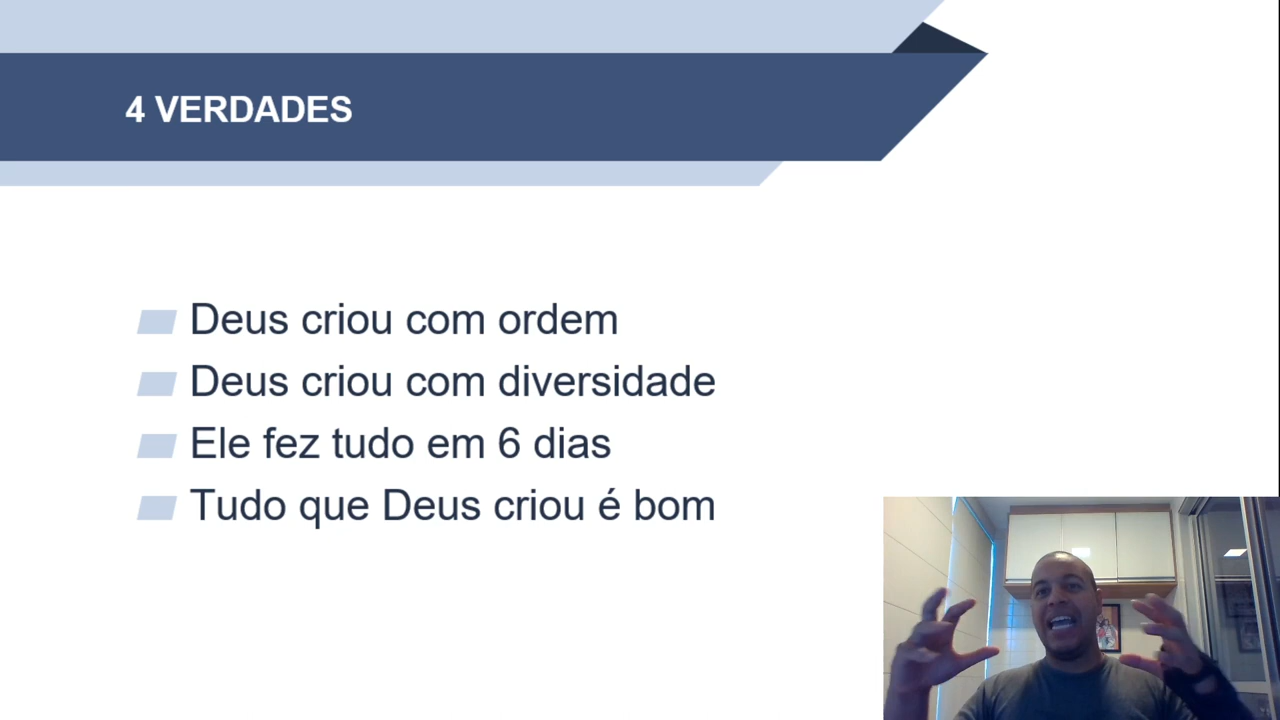 4 VERDADES
Deus criou com ordem
Deus criou com diversidade
Ele fez tudo em 6 dias
Tudo que Deus criou é bom